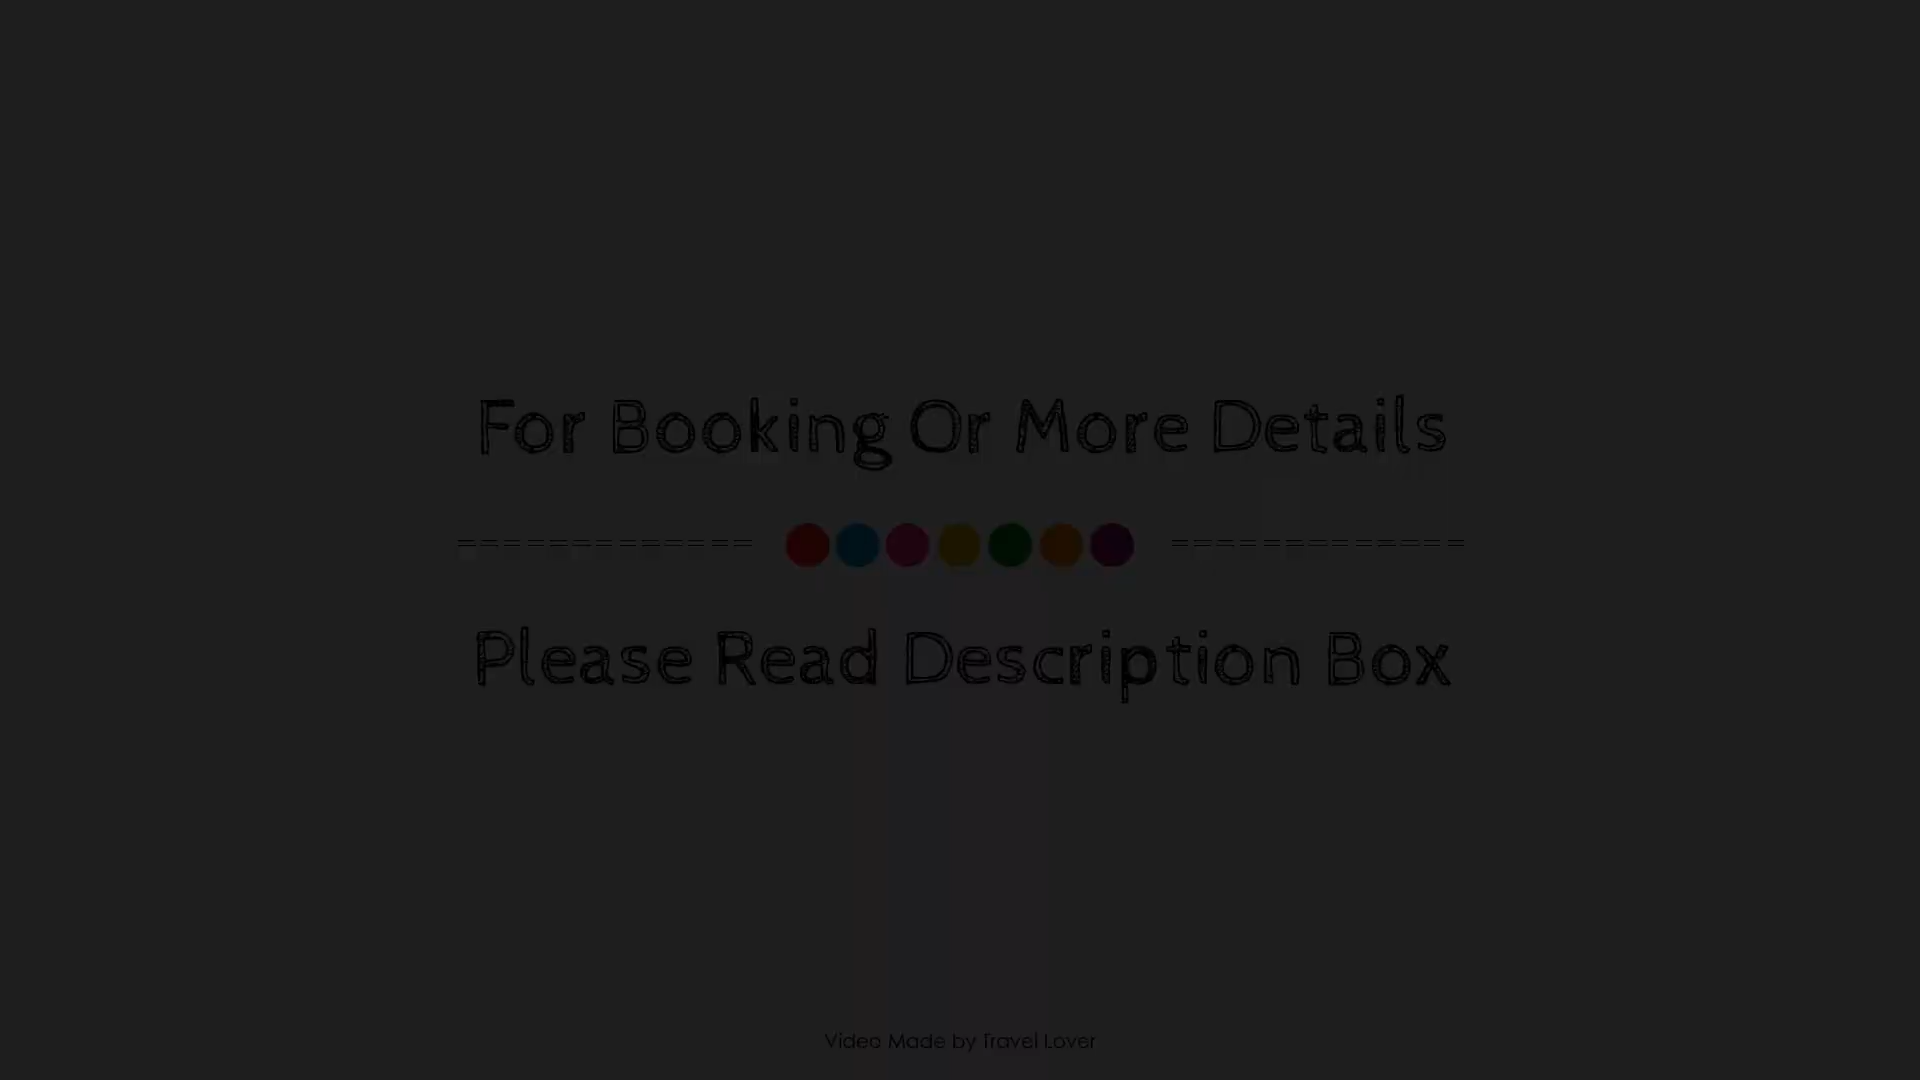 For Booking Or More Details
============= =============
Please Read Description Box
Video Made by Travel Lover